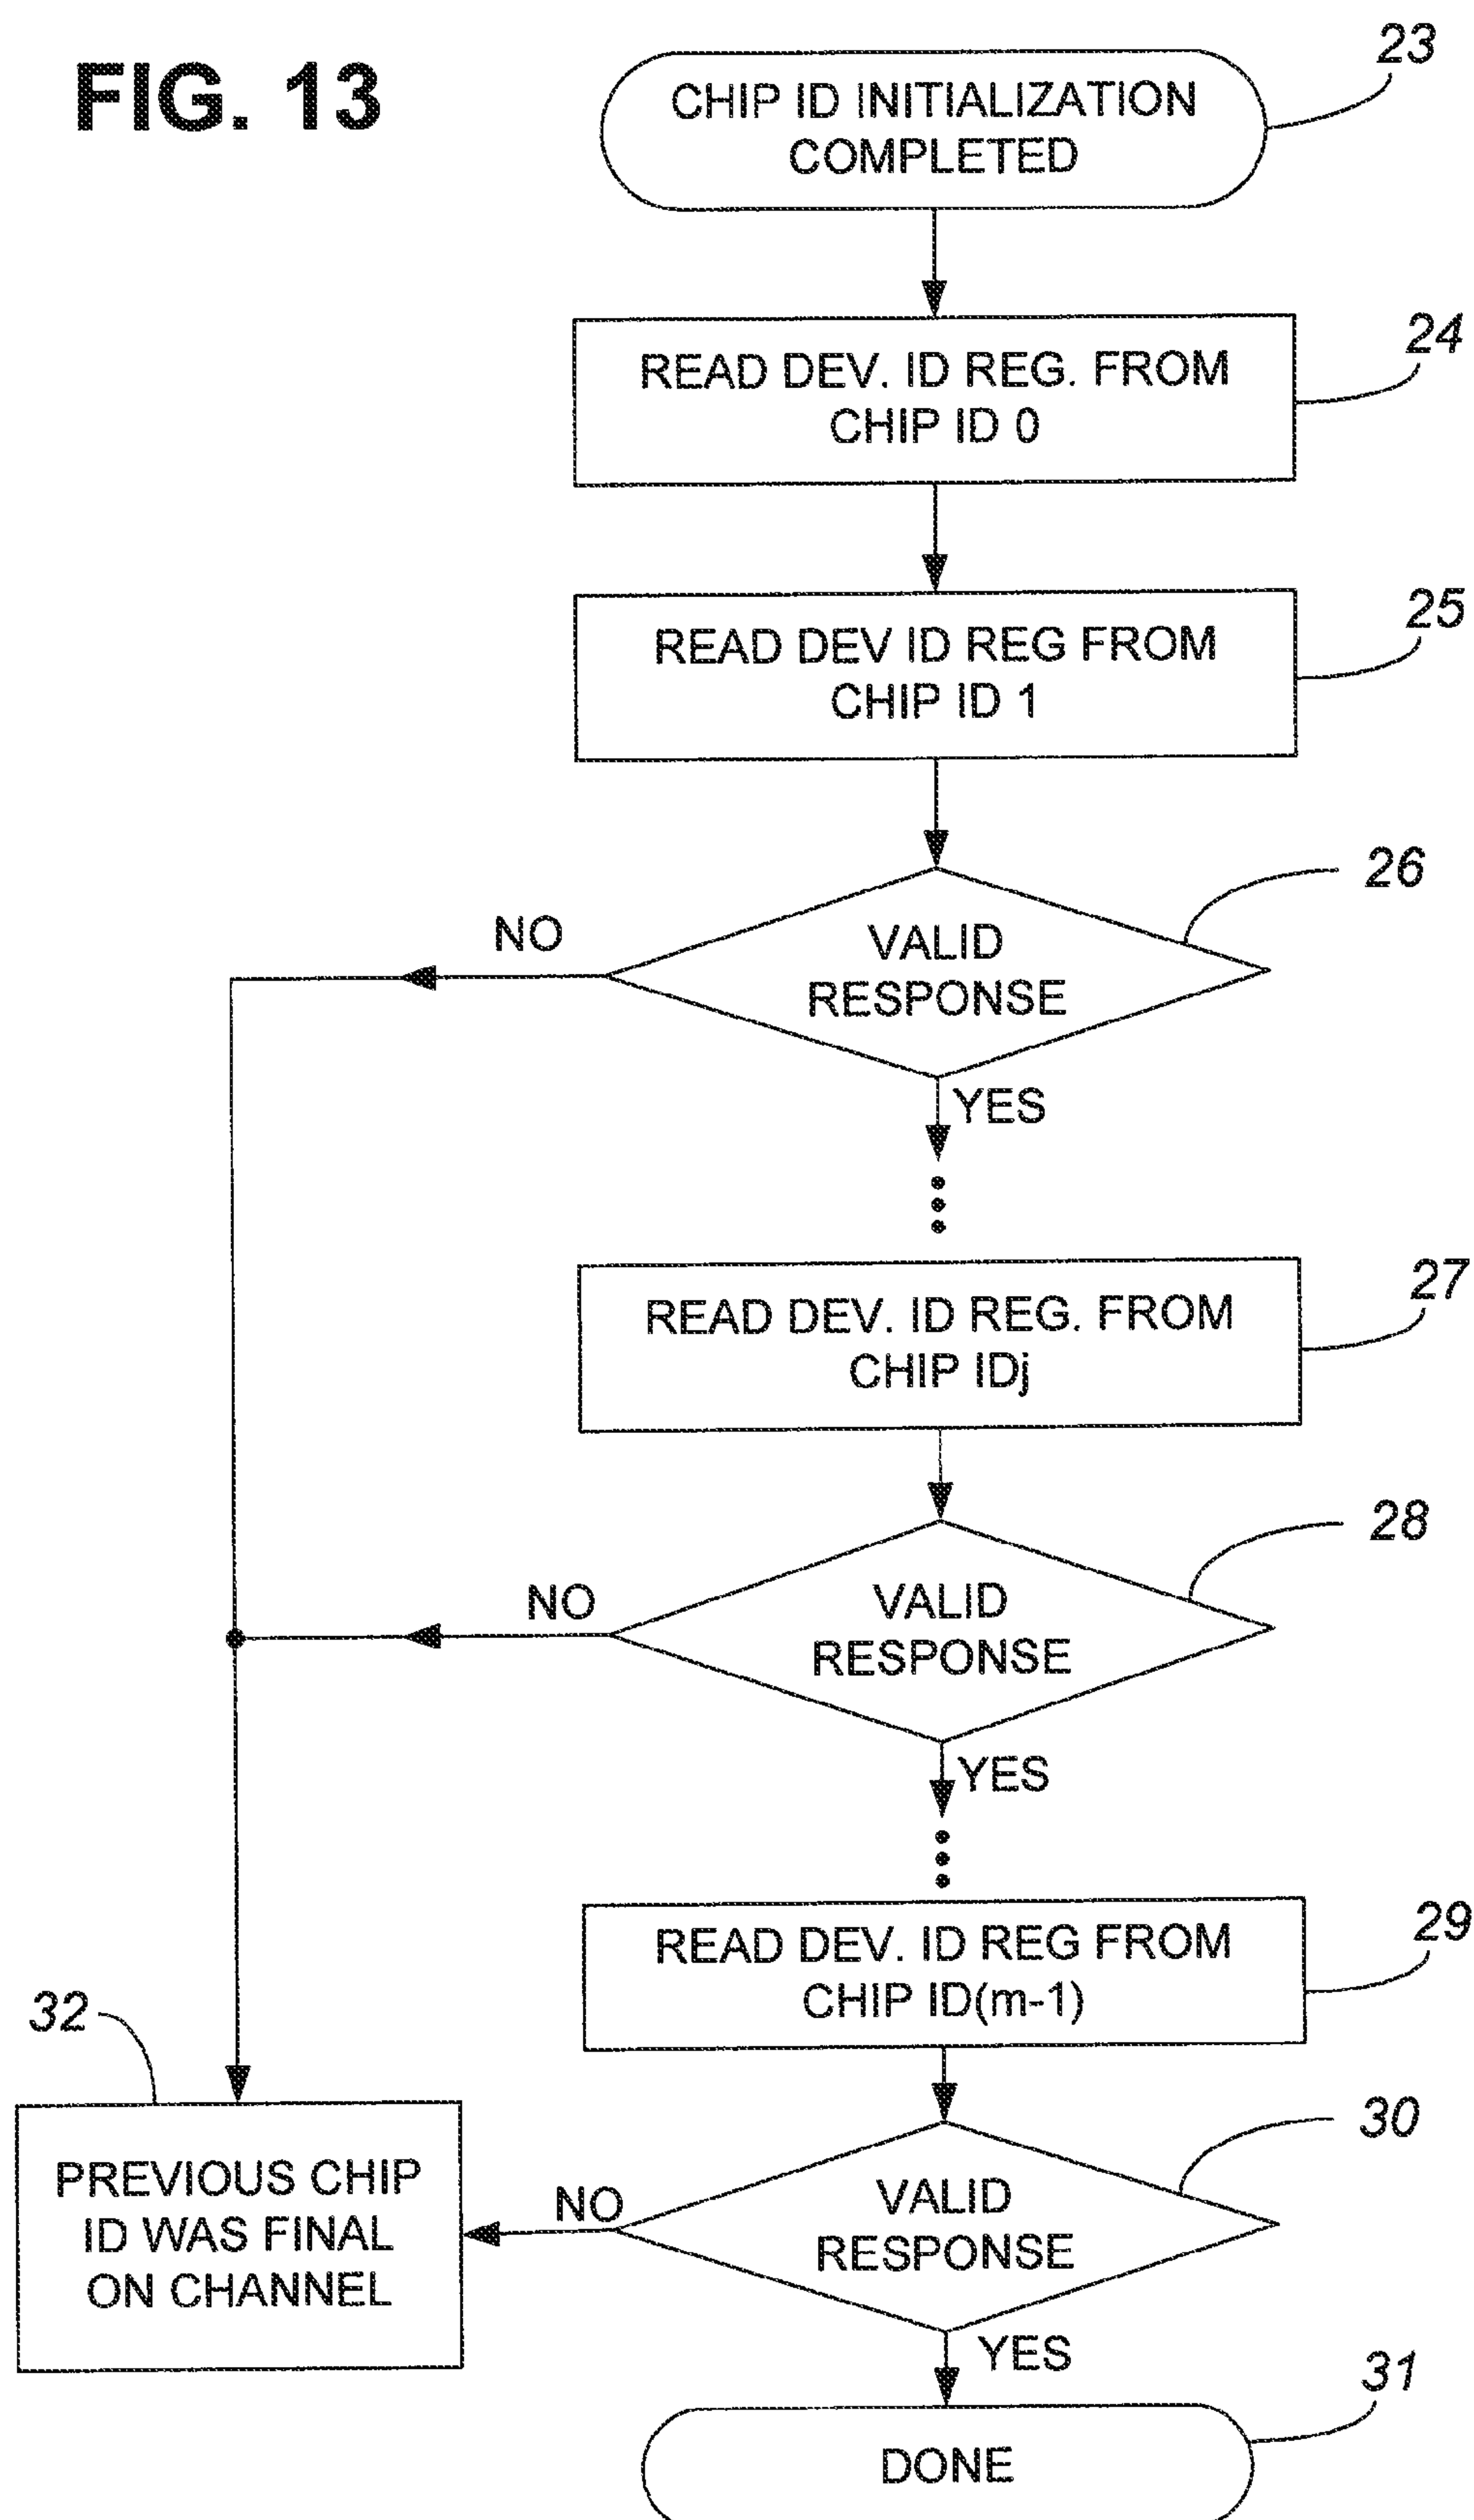 FIG. 13
23
CHIP ID INITIALIZATION
COMPLETED
24
READ DEV. ID REG. FROM
CHIP ID 0
25
READ DEV ID REG FROM
CHIP ID 1
26
VALID
RESPONSE
NO
YES
27
READ DEV. ID REG. FROM
CHIP IDj
28
VALID
RESPONSE
NO
YES
29
READ DEV. ID REG FROM
CHIP ID(m-1)
30
VALID
RESPONSE
NO
YES
32
PREVIOUS CHIP
ID WAS FINAL
ON CHANNEL
31
DONE